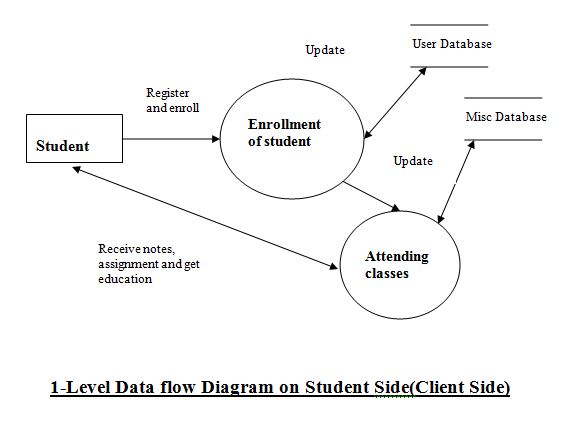 Update
User Database
Register
and enroll
Misc Database
Enrollment
of student
Student
Update
Receive notes,
assignment and get
education
Attending
classes
1-Level Data flow Diagram on Student Side(Client Side)